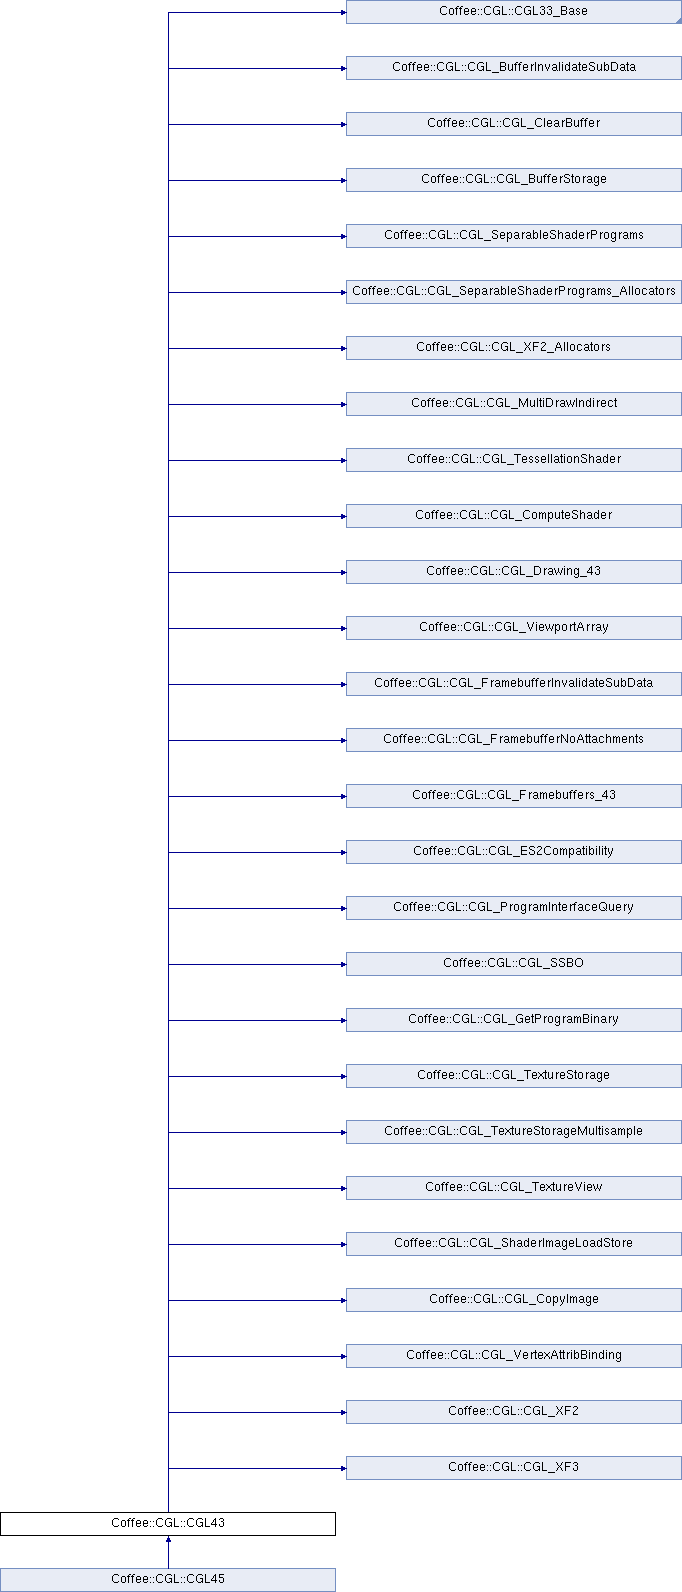 Coffee::CGL::CGL33_Base
Coffee::CGL::CGL_BufferInvalidateSubData
Coffee::CGL::CGL_ClearBuffer
Coffee::CGL::CGL_BufferStorage
Coffee::CGL::CGL_SeparableShaderPrograms
Coffee::CGL::CGL_SeparableShaderPrograms_Allocators
Coffee::CGL::CGL_XF2_Allocators
Coffee::CGL::CGL_MultiDrawIndirect
Coffee::CGL::CGL_TessellationShader
Coffee::CGL::CGL_ComputeShader
Coffee::CGL::CGL_Drawing_43
Coffee::CGL::CGL_ViewportArray
Coffee::CGL::CGL_FramebufferInvalidateSubData
Coffee::CGL::CGL_FramebufferNoAttachments
Coffee::CGL::CGL_Framebuffers_43
Coffee::CGL::CGL_ES2Compatibility
Coffee::CGL::CGL_ProgramInterfaceQuery
Coffee::CGL::CGL_SSBO
Coffee::CGL::CGL_GetProgramBinary
Coffee::CGL::CGL_TextureStorage
Coffee::CGL::CGL_TextureStorageMultisample
Coffee::CGL::CGL_TextureView
Coffee::CGL::CGL_ShaderImageLoadStore
Coffee::CGL::CGL_CopyImage
Coffee::CGL::CGL_VertexAttribBinding
Coffee::CGL::CGL_XF2
Coffee::CGL::CGL_XF3
Coffee::CGL::CGL43
Coffee::CGL::CGL45